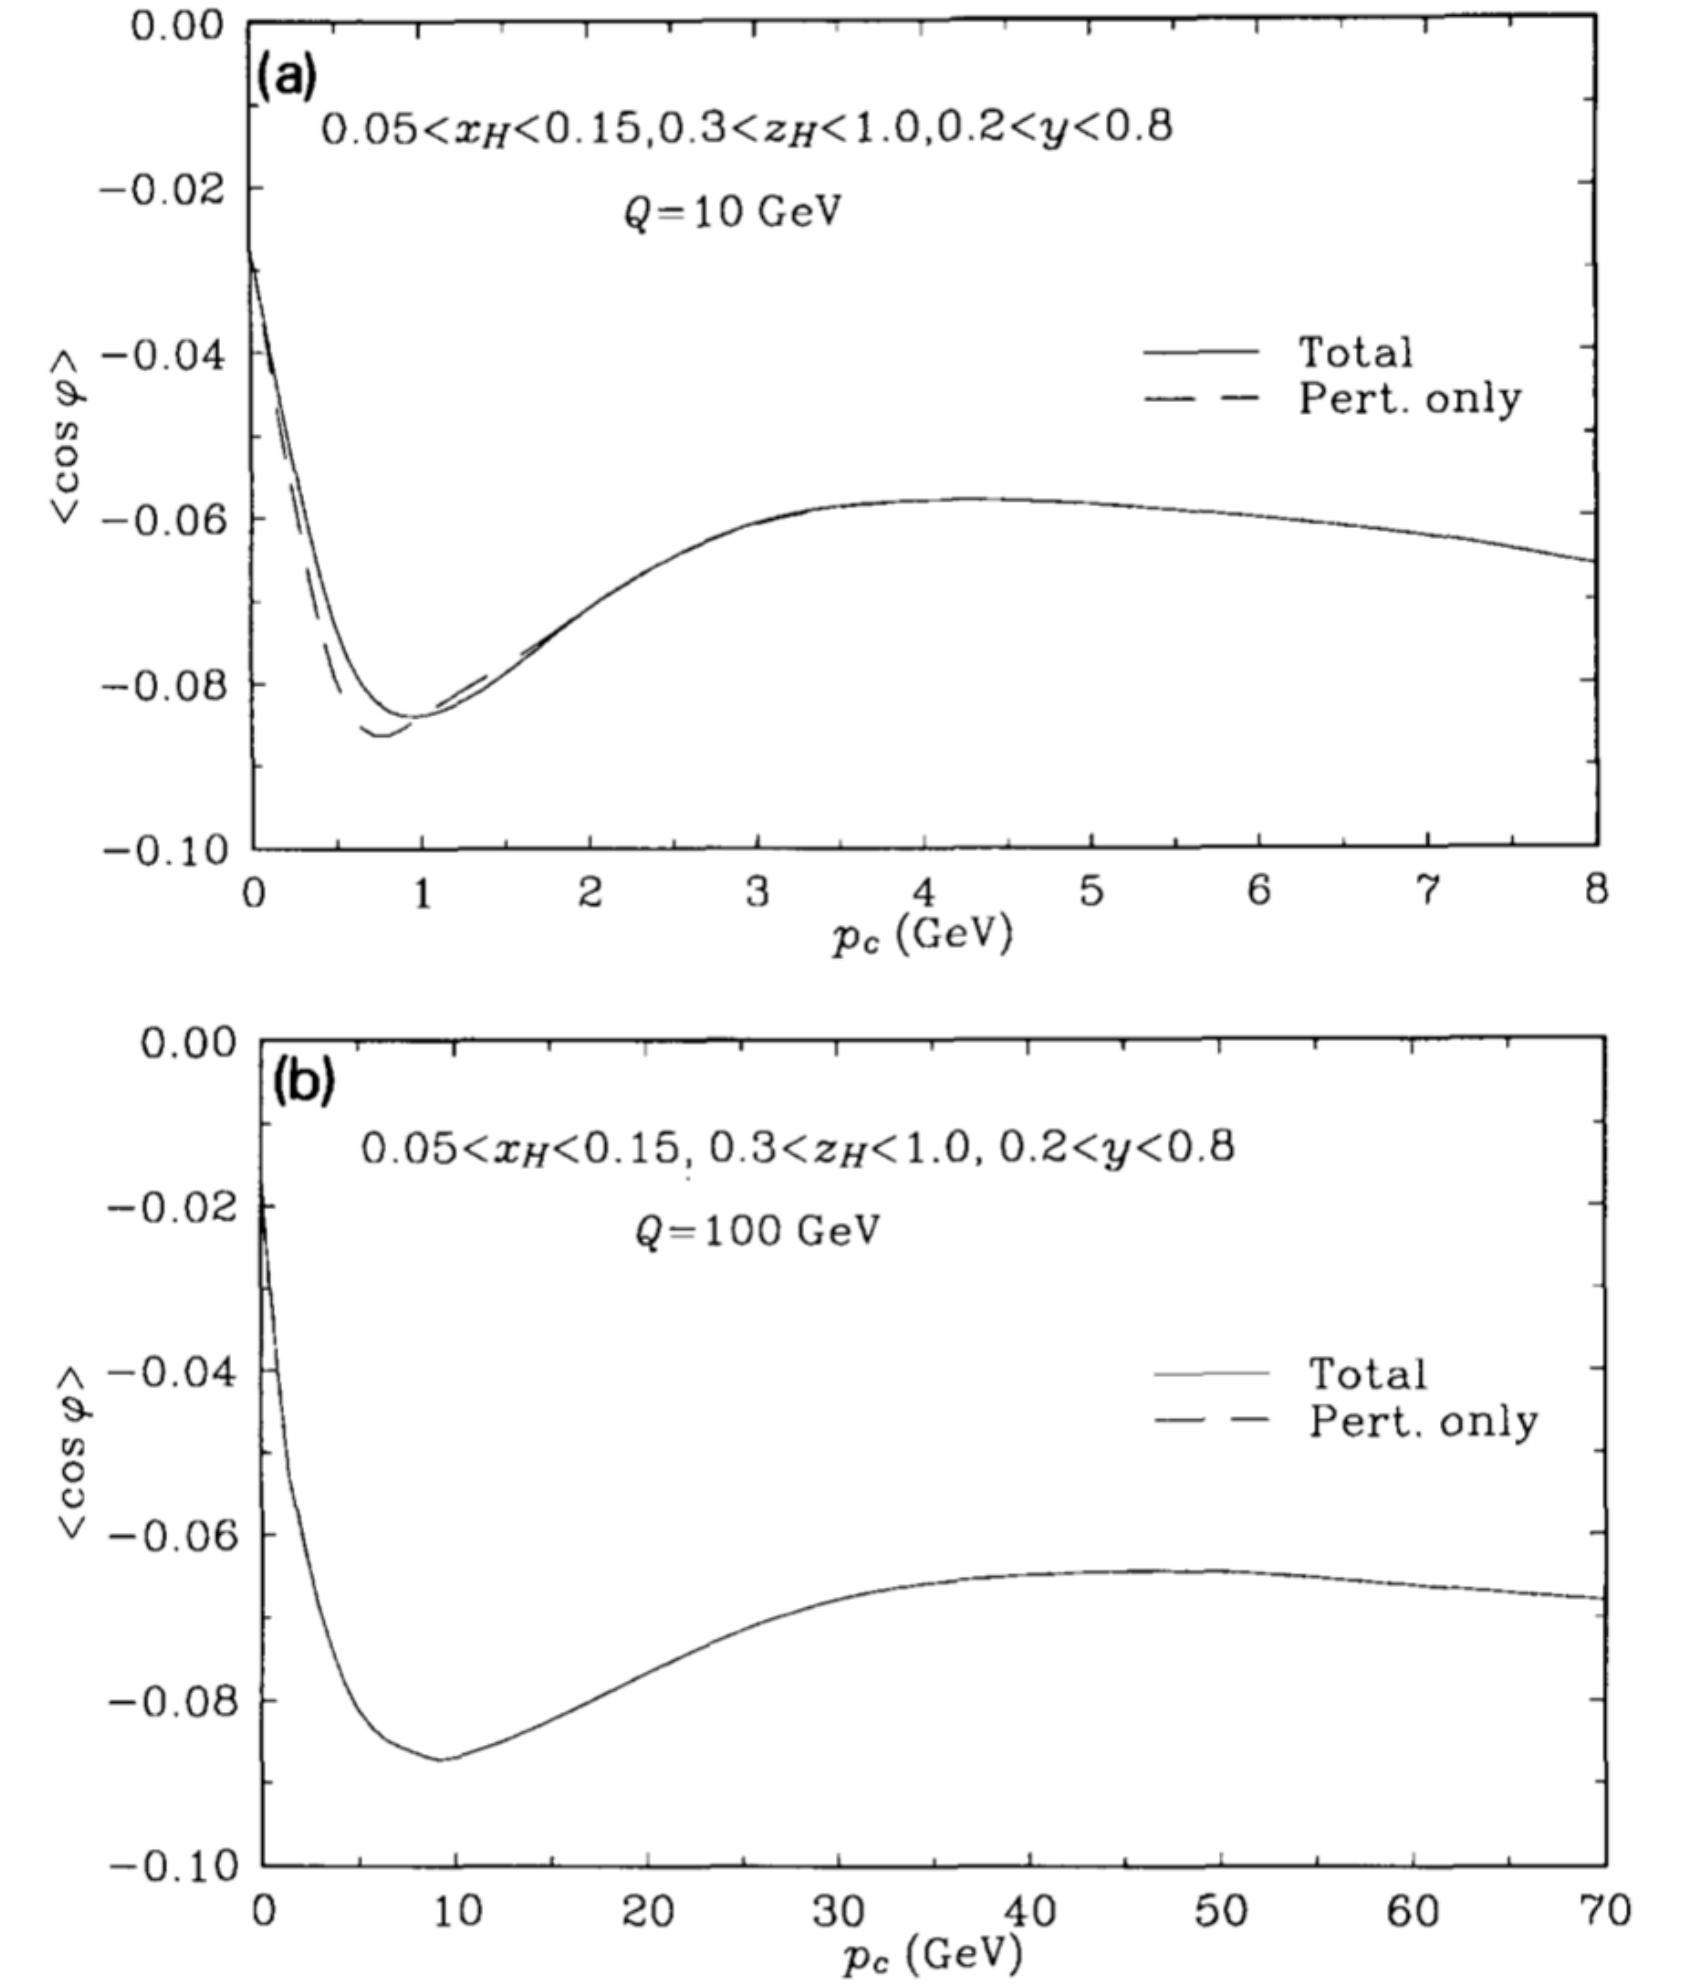 0.00
(a)
0.05<x_H<0.15,0.3<z_H<1.0,0.2<y<0.8
−0.02
Q=10 GeV
−0.04
Total
Pert. only
<cos φ>
−0.06
−0.08
−0.10
0 1 2 3 4 5 6 7 8
p_c (GeV)
0.00
(b)
0.05<x_H<0.15, 0.3<z_H<1.0, 0.2<y<0.8
−0.02
Q=100 GeV
−0.04
Total
Pert. only
<cos φ>
−0.06
−0.08
−0.10
0 10 20 30 40 50 60 70
p_c (GeV)